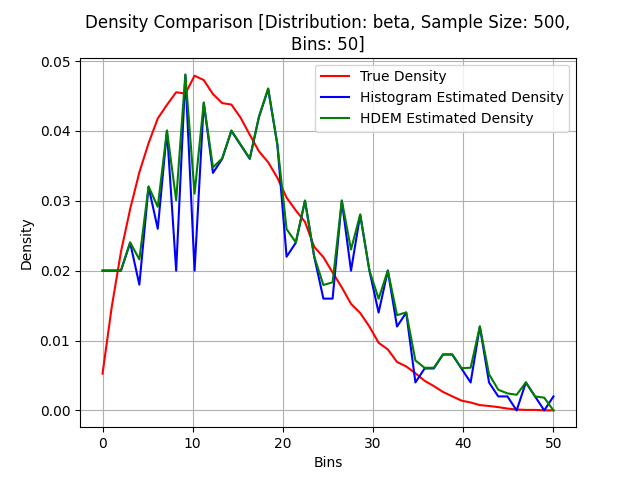 Density Comparison [Distribution: beta, Sample Size: 500,
Bins: 50]
True Density
Histogram Estimated Density
HDEM Estimated Density
Density
0.05
0.04
0.03
0.02
0.01
0.00
0 10 20 30 40 50
Bins